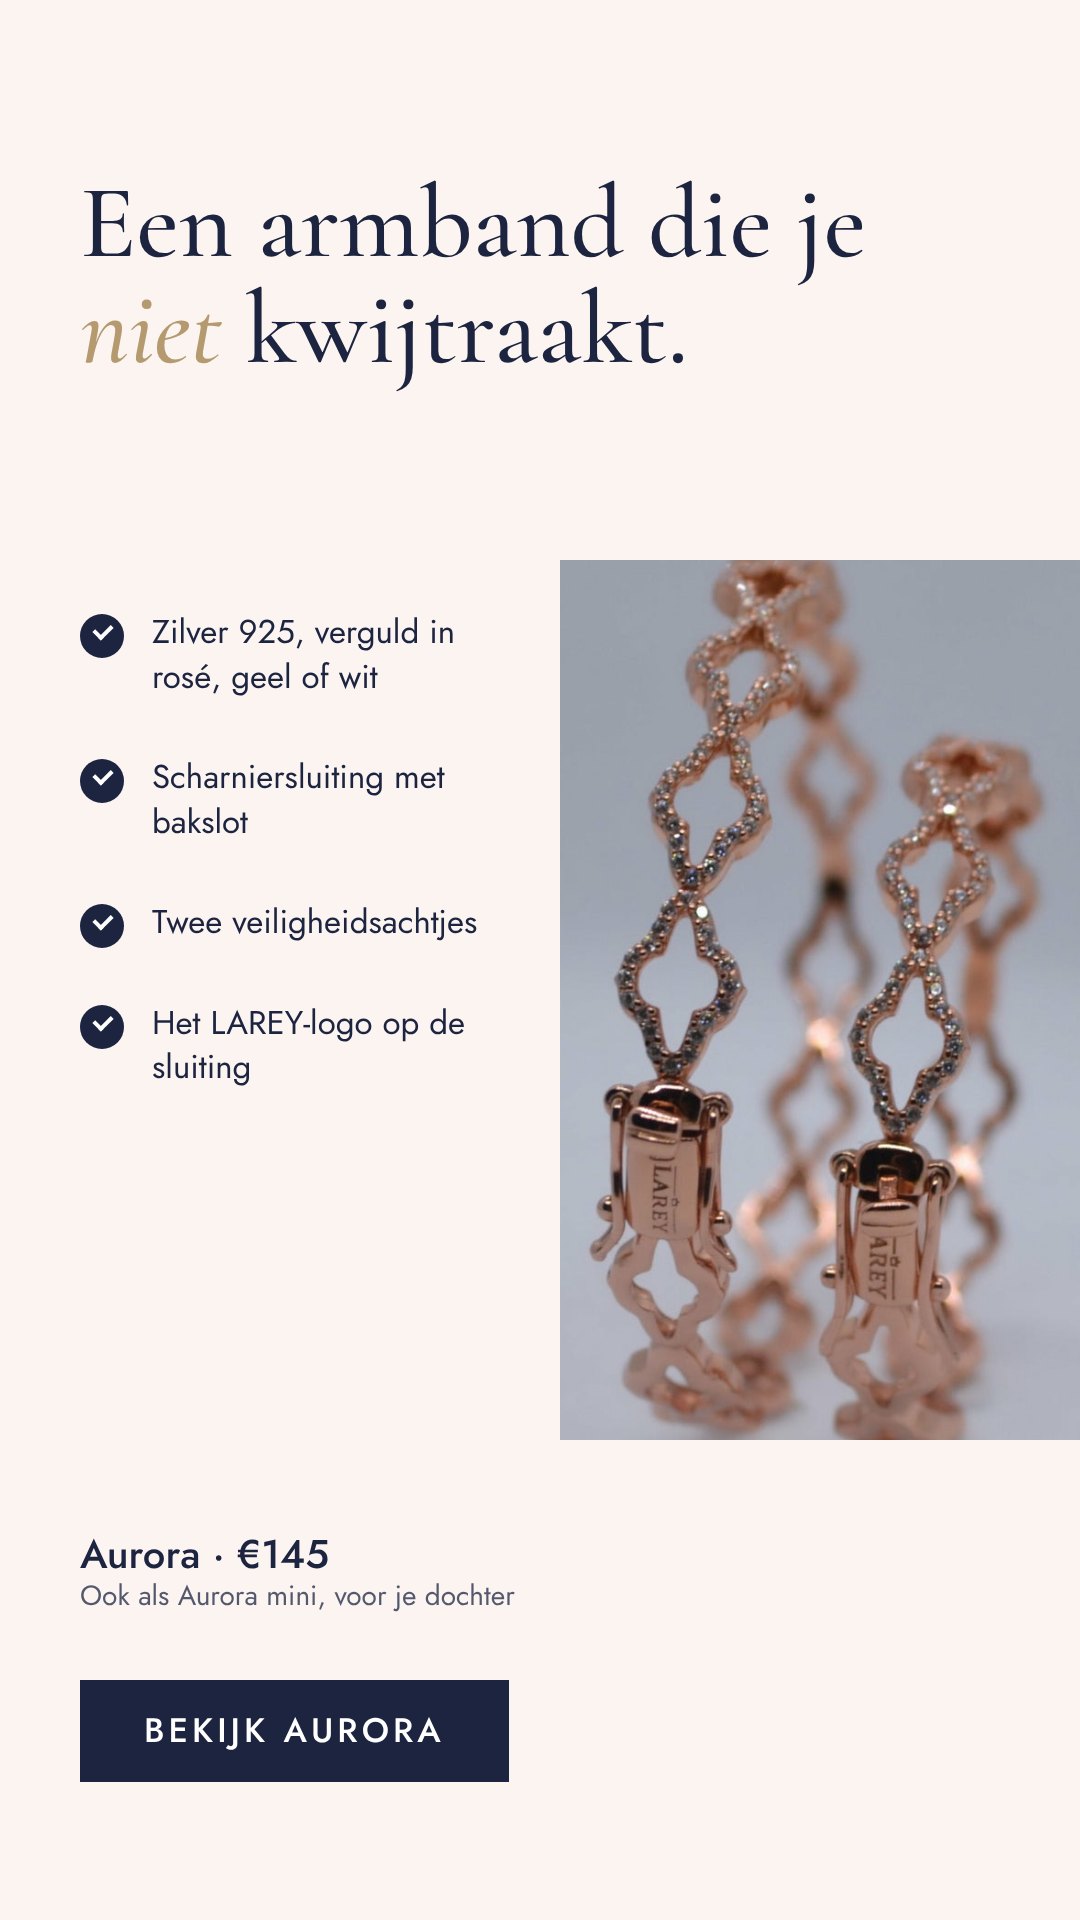 Een armband die je
niet kwijtraakt.
Zilver 925, verguld in
rosé, geel of wit
Scharniersluiting met
bakslot
Twee veiligheidsachtjes
Het LAREY-logo op de
sluiting
LAREY
AREY
Aurora · €145
Ook als Aurora mini, voor je dochter
BEKIJK AURORA